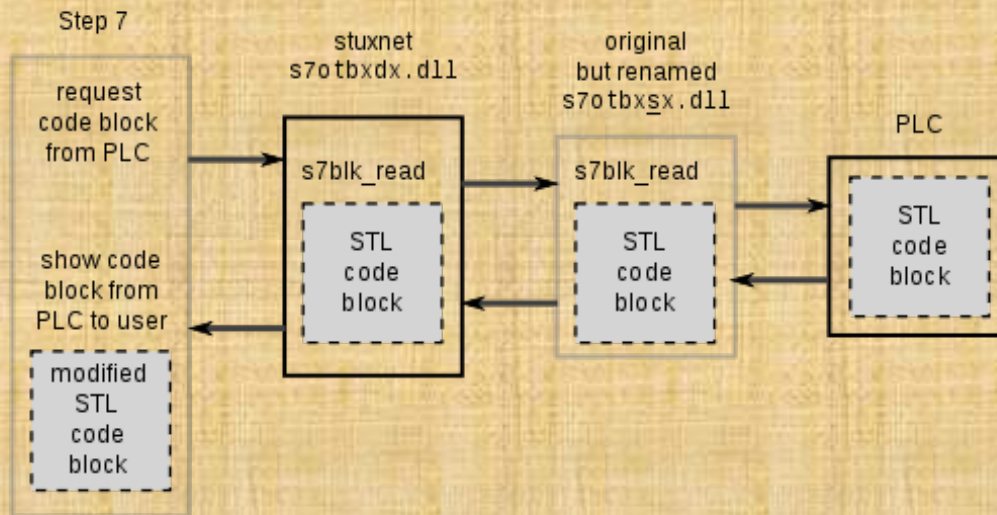 Step 7
request
code block
from PLC
show code
block from
PLC to user
modified
STL
code
block
stuxnet
s7otbxdx.dll
s7blk_read
STL
code
block
original
but renamed
s7otbxsx.dll
s7blk_read
STL
code
block
PLC
STL
code
block